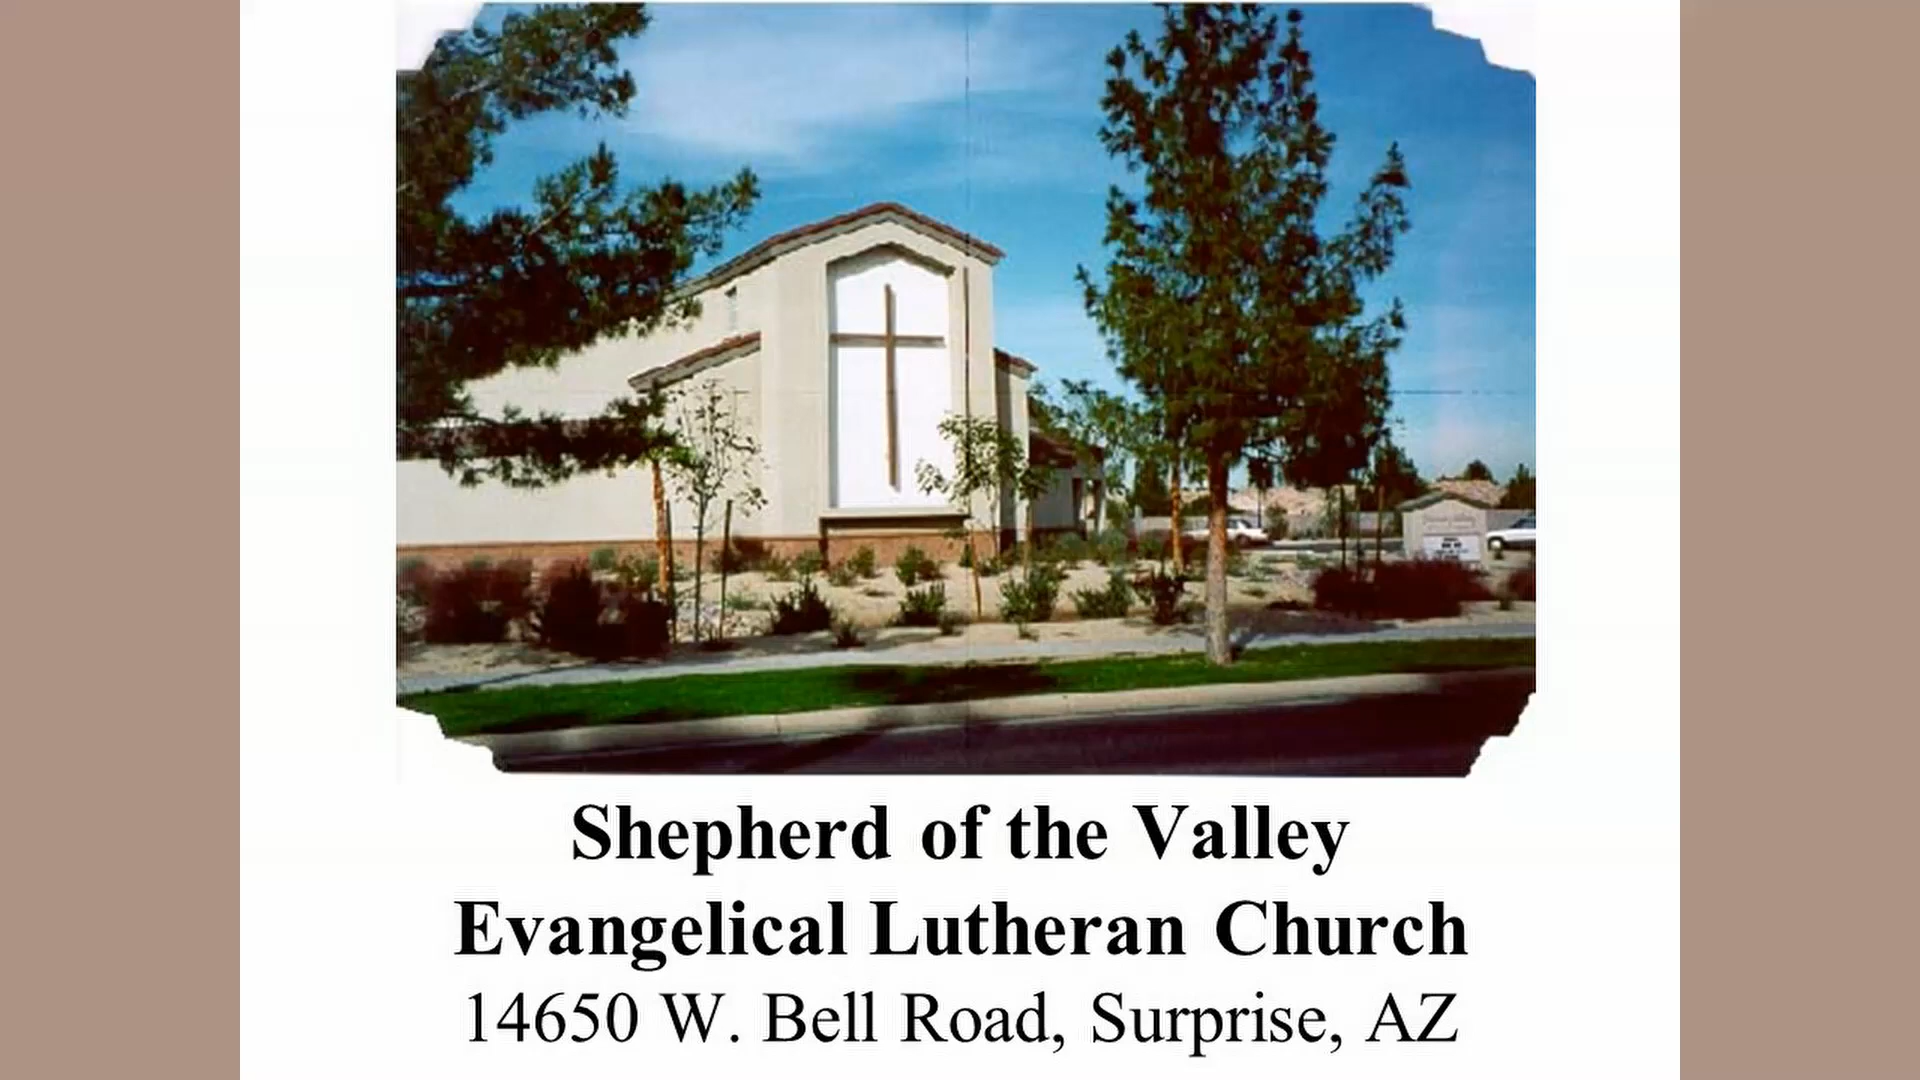 Shepherd of the Valley
Evangelical Lutheran Church
14650 W. Bell Road, Surprise, AZ